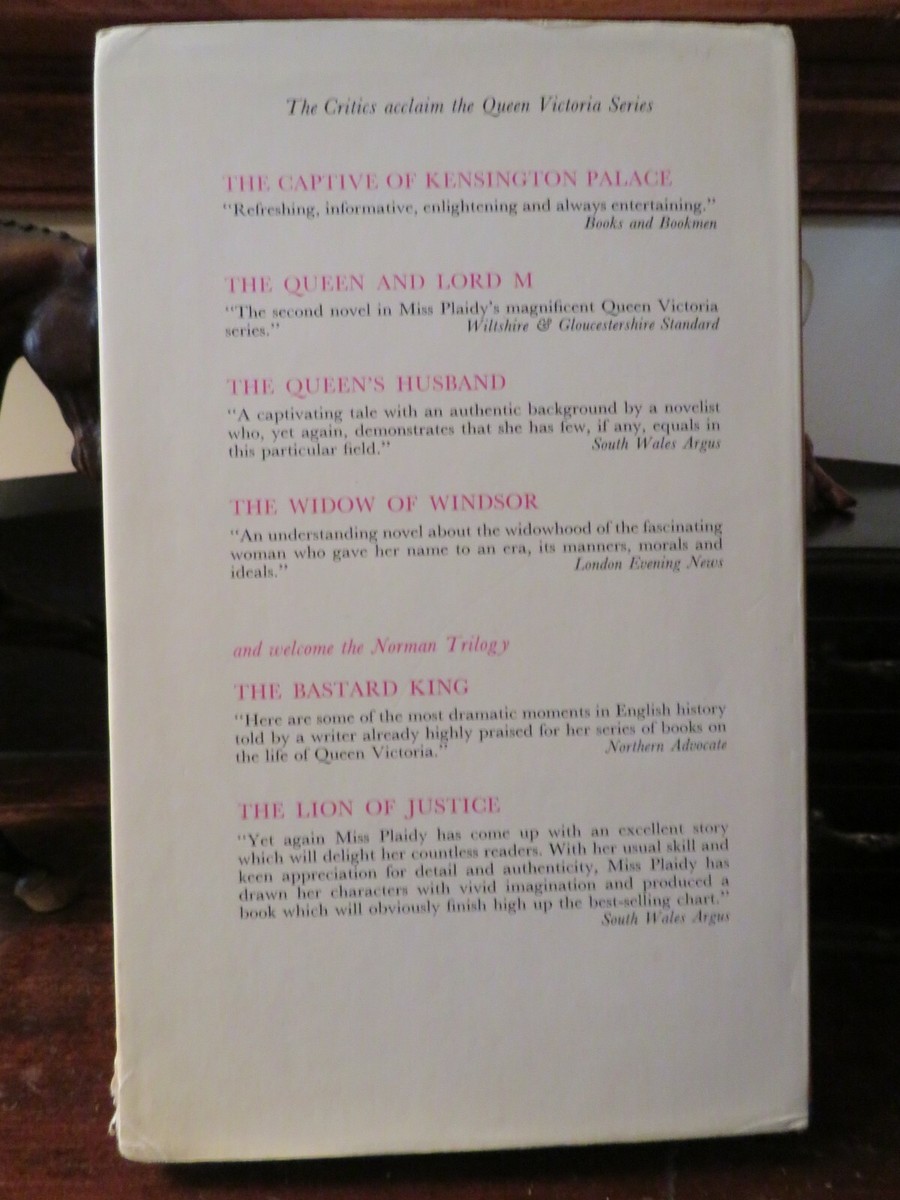 The Critics acclaim the Queen Victoria Series
THE CAPTIVE OF KENSINGTON PALACE
"Refreshing, informative, enlightening and always entertaining."
Books and Bookmen
THE QUEEN AND LORD M
"The second novel in Miss Plaidy's magnificent Queen Victoria
series." Wiltshire & Gloucestershire Standard
THE QUEEN'S HUSBAND
"A captivating tale with an authentic background by a novelist
who, yet again, demonstrates that she has few, if any, equals in
this particular field." South Wales Argus
THE WIDOW OF WINDSOR
"An understanding novel about the widowhood of the fascinating
woman who gave her name to an era, its manners, morals and
ideals." London Evening News
and welcome the Norman Trilogy
THE BASTARD KING
"Here are some of the most dramatic moments in English history
told by a writer already highly praised for her series of books on
the life of Queen Victoria." Northern Advocate
THE LION OF JUSTICE
"Yet again Miss Plaidy has come up with an excellent story
which will delight her countless readers. With her usual skill and
keen appreciation for detail and authenticity, Miss Plaidy has
drawn her characters with vivid imagination and produced a
book which will obviously finish high up the best-selling chart."
South Wales Argus